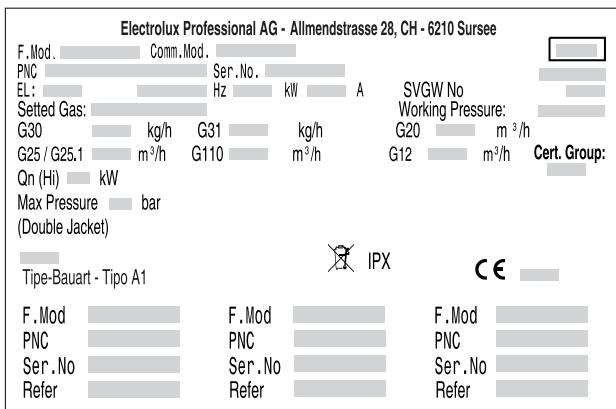 Electrolux Professional AG - Allmendstrasse 28, CH - 6210 Sursee
F.Mod. Comm.Mod.
PNC Ser.No.
EL: Hz kW A SVGW No
Setted Gas: Working Pressure:
G30 kg/h G31 kg/h G20 m³/h
G25 / G25.1 m³/h G110 m³/h G12 m³/h Cert. Group:
Qn (Hi) kW
Max Pressure bar
(Double Jacket)
IPX CE
Tipe-Bauart - Tipo A1
F.Mod F.Mod F.Mod
PNC PNC PNC
Ser.No Ser.No Ser.No
Refer Refer Refer